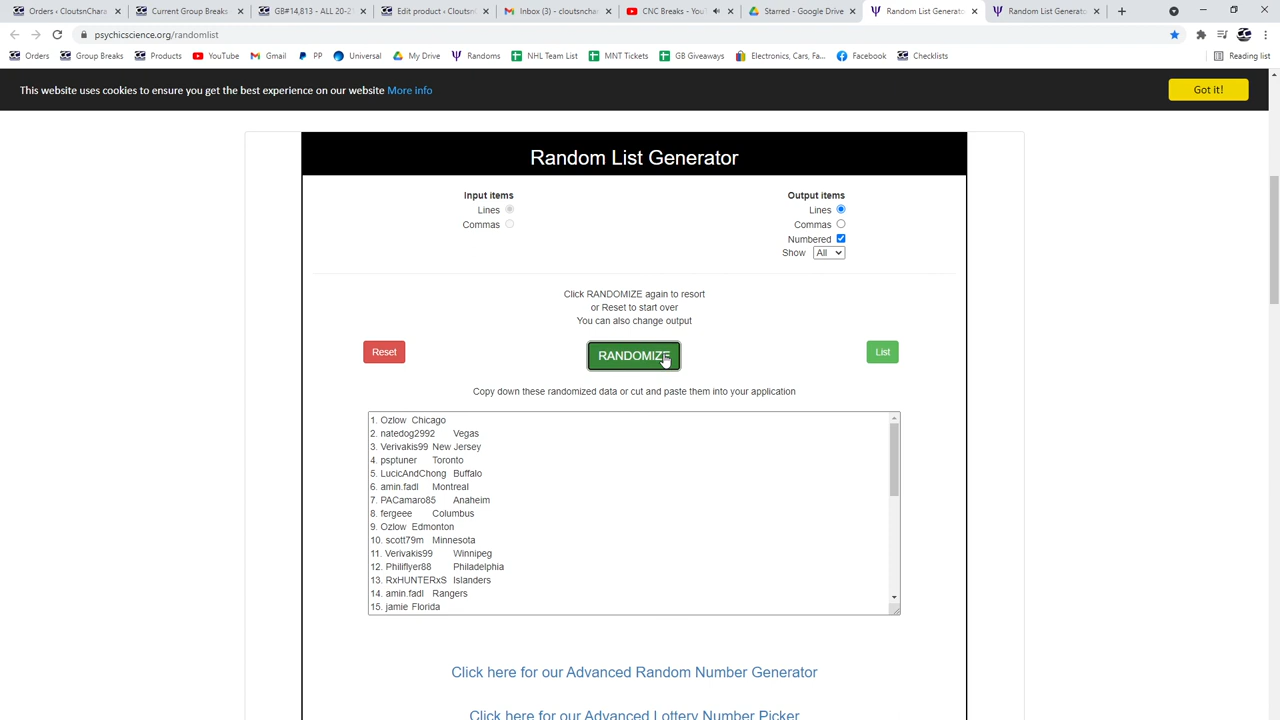 Orders ‹ CloutsnChara
Current Group Breaks
GB#14,813 - ALL 20-21
Edit product ‹ Cloutsn
Inbox (3) - cloutsnchar
CNC Breaks - You
Starred - Google Drive
Random List Generato
Random List Generato
psychicscience.org/randomlist
Orders
Group Breaks
Products
YouTube
Gmail
PP
Universal
My Drive
Randoms
NHL Team List
MNT Tickets
GB Giveaways
Electronics, Cars, Fa...
Facebook
Checklists
Reading list
This website uses cookies to ensure you get the best experience on our website More info
Got it!
Random List Generator
Input items
Lines
Commas
Output items
Lines
Commas
Numbered
Show All
Click RANDOMIZE again to resort
or Reset to start over
You can also change output
Reset
RANDOMIZE
List
Copy down these randomized data or cut and paste them into your application
1. Ozlow Chicago
2. natedog2992 Vegas
3. Verivakis99 New Jersey
4. psptuner Toronto
5. LucicAndChong Buffalo
6. amin.fadl Montreal
7. PACamaro85 Anaheim
8. fergeee Columbus
9. Ozlow Edmonton
10. scott79m Minnesota
11. Verivakis99 Winnipeg
12. Philiflyer88 Philadelphia
13. RxHUNTERxS Islanders
14. amin.fadl Rangers
15. jamie Florida
Click here for our Advanced Random Number Generator
Click here for our Advanced Lottery Number Picker